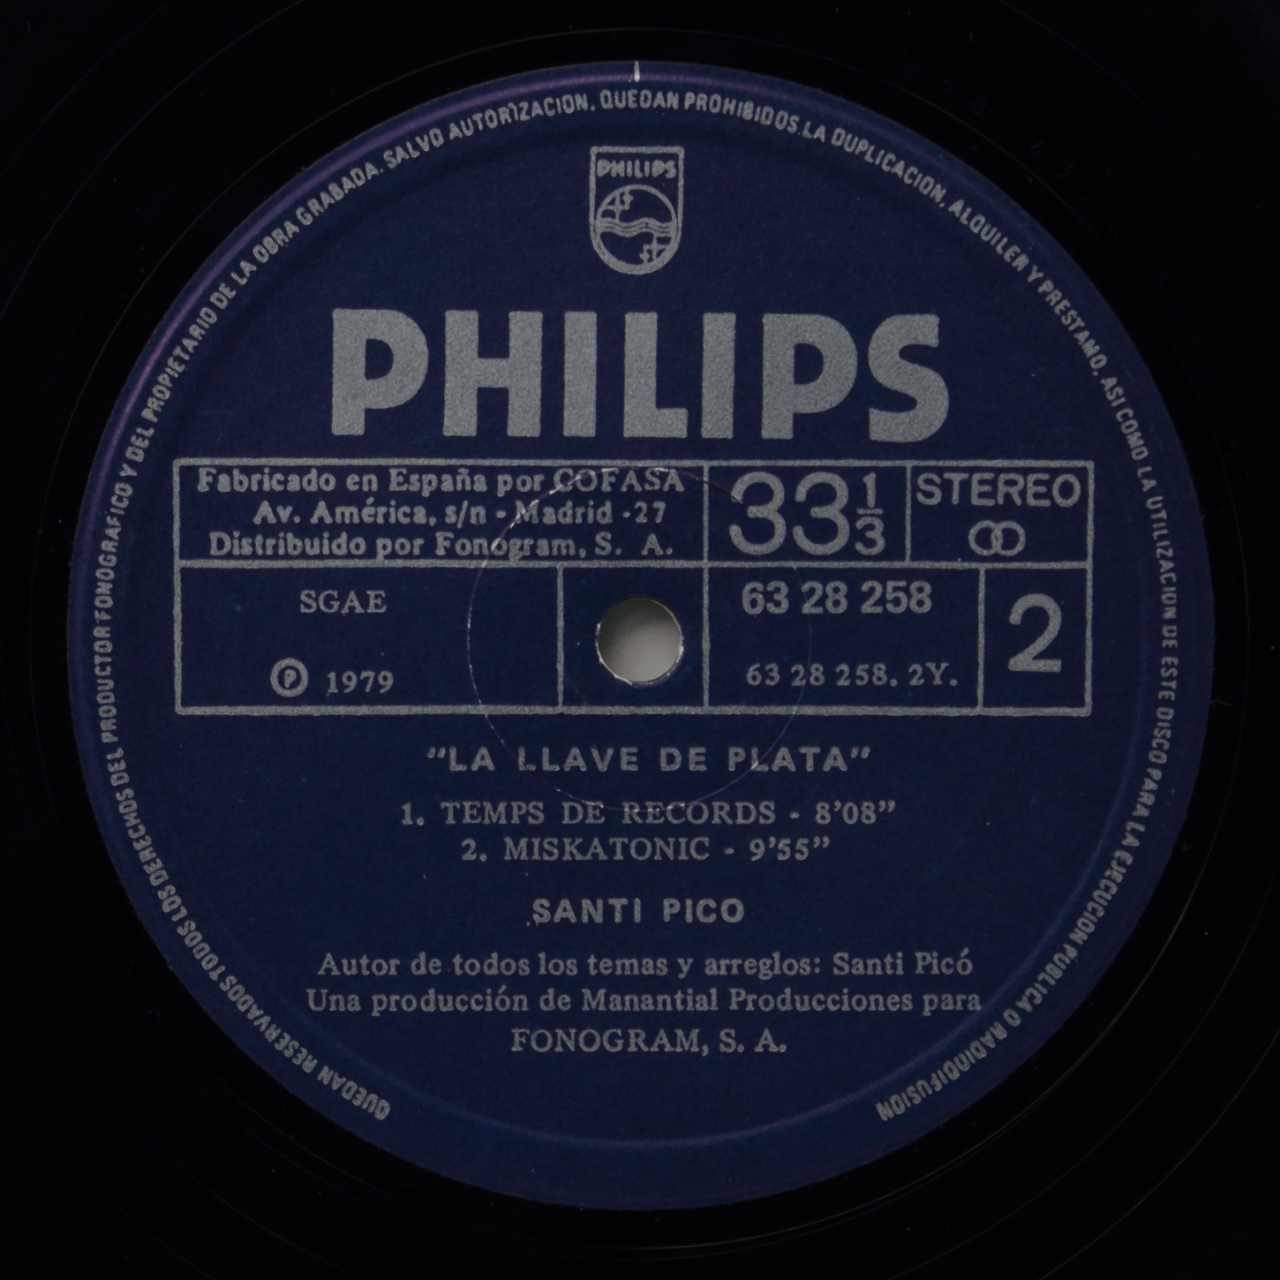 QUEDAN RESERVADOS TODOS LOS DERECHOS DEL PRODUCTOR FONOGRAFICO Y DEL PROPIETARIO DE LA OBRA GRABADA. SALVO AUTORIZACION, QUEDAN PROHIBIDOS LA DUPLICACION, ALQUILER Y PRESTAMO, ASI COMO LA UTILIZACION DE ESTE DISCO PARA LA EJECUCION PUBLICA O RADIODIFUSION
PHILIPS
PHILIPS
Fabricado en España por COFASA
Av. América, s/n - Madrid -27
Distribuido por Fonogram, S. A.
33 1/3
STEREO
SGAE
℗ 1979
63 28 258
63 28 258. 2Y.
2
"LA LLAVE DE PLATA"
1. TEMPS DE RECORDS - 8'08"
2. MISKATONIC - 9'55"
SANTI PICO
Autor de todos los temas y arreglos: Santi Picó
Una producción de Manantial Producciones para
FONOGRAM, S. A.